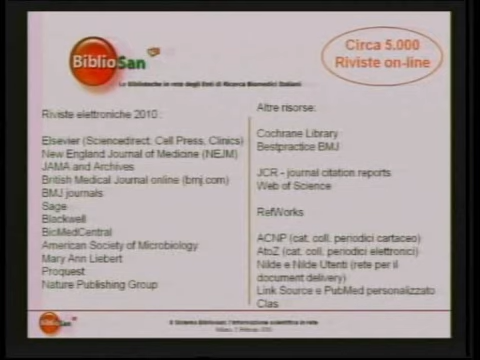 Circa 5.000
Riviste on-line
BiblioSan
Le Biblioteche in rete degli Enti di Ricerca Biomedici Italiani
Riviste elettroniche 2010 :
Elsevier (Sciencedirect, Cell Press, Clinics)
New England Journal of Medicine (NEJM)
JAMA and Archives
British Medical Journal online (bmj.com)
BMJ journals
Sage
Blackwell
BioMedCentral
American Society of Microbiology
Mary Ann Liebert
Proquest
Nature Publishing Group
Altre risorse:
Cochrane Library
Bestpractice BMJ
JCR - journal citation reports
Web of Science
RefWorks
ACNP (cat. coll. periodici cartaceo)
AtoZ (cat. coll. periodici elettronici)
Nilde e Nilde Utenti (rete per il
document delivery)
Link Source e PubMed personalizzato
Clas
BiblioSan
Il Sistema Bibliosan: l'informazione scientifica in rete